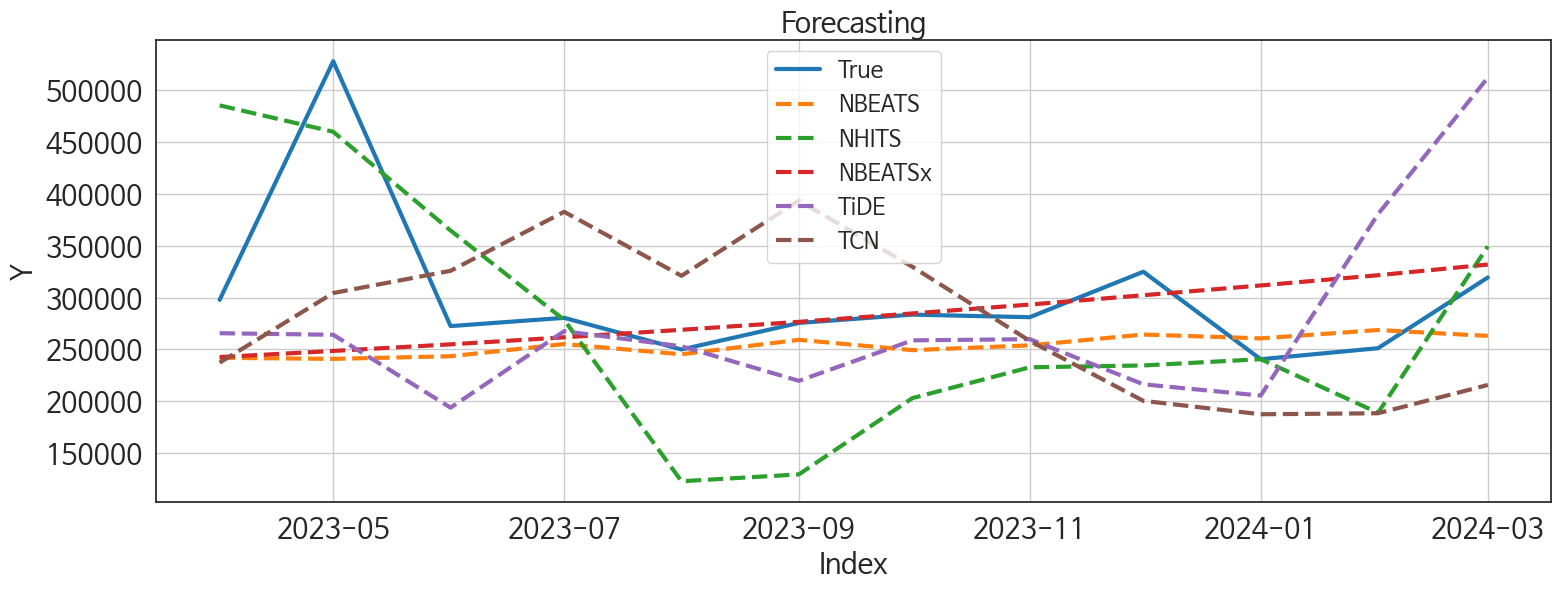 Forecasting
True
NBEATS
NHITS
NBEATSx
TiDE
TCN
500000
450000
400000
350000
300000
250000
200000
150000
Y
2023-05 2023-07 2023-09 2023-11 2024-01 2024-03
Index